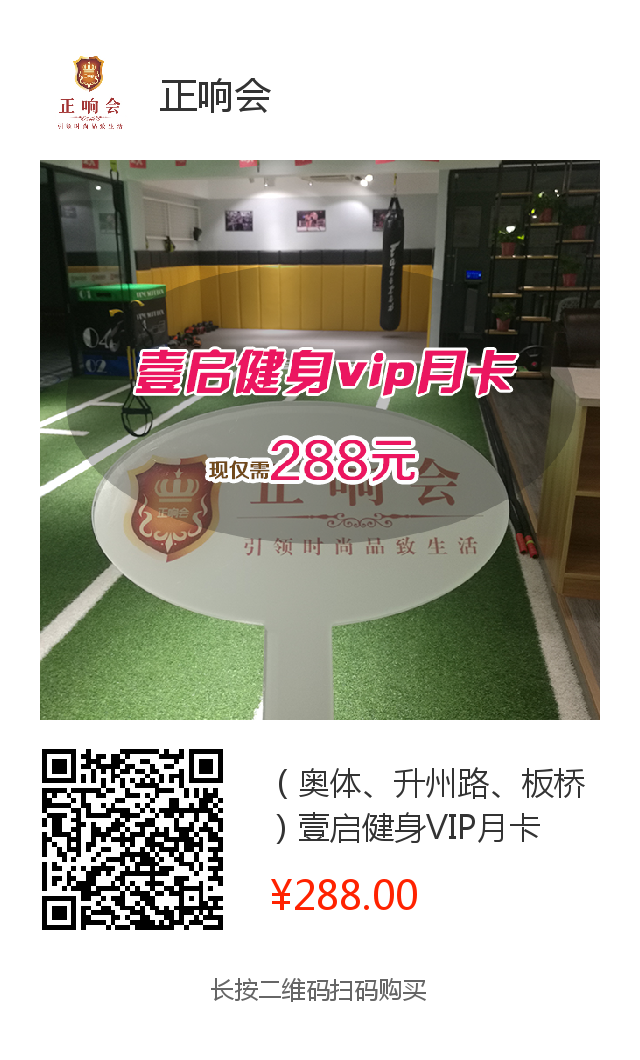 正响会
引领时尚品致生活
正响会
壹启健身vip月卡
现仅需288元
正响会
正响会
引领时尚品致生活
（奥体、升州路、板桥
）壹启健身VIP月卡
¥288.00
长按二维码扫码购买